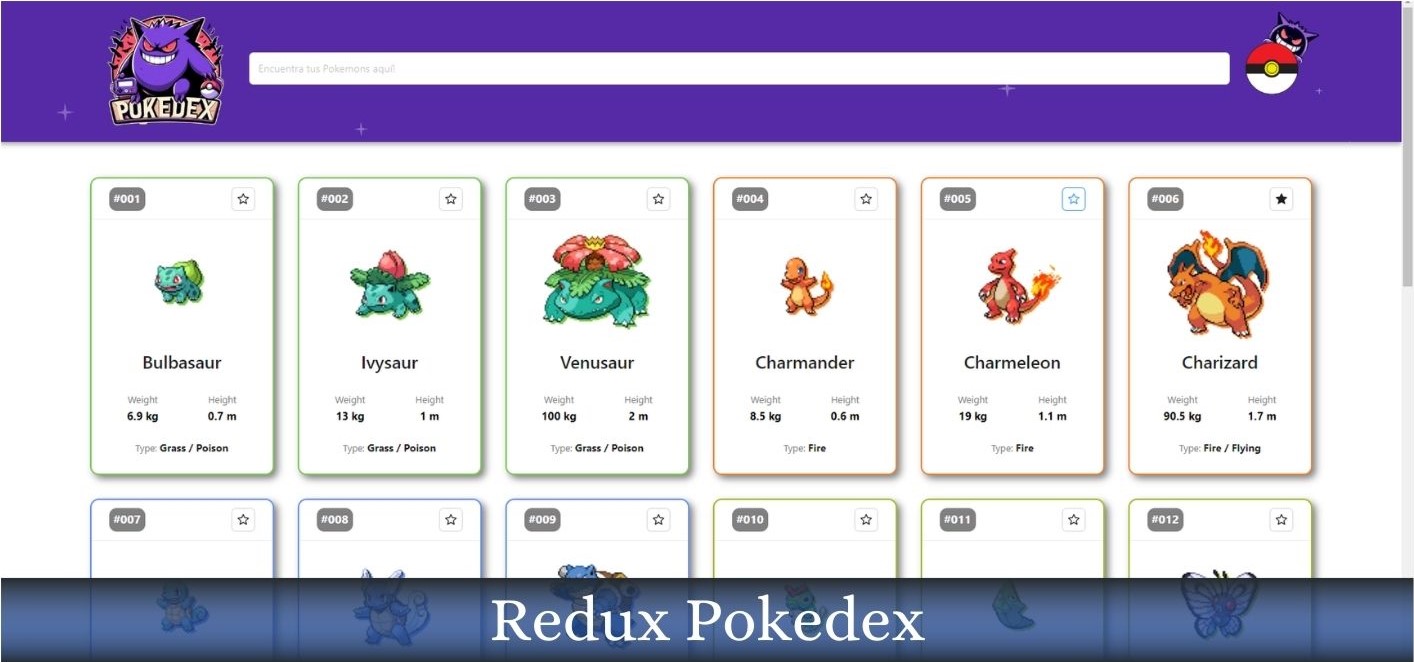 POKEDEX
Encuentra tus Pokemons aquí!
#001 #002 #003 #004 #005 #006
Bulbasaur Ivysaur Venusaur Charmander Charmeleon Charizard
Weight Height Weight Height Weight Height Weight Height Weight Height Weight Height
6.9 kg 0.7 m 13 kg 1 m 100 kg 2 m 8.5 kg 0.6 m 19 kg 1.1 m 90.5 kg 1.7 m
Type: Grass / Poison Type: Grass / Poison Type: Grass / Poison Type: Fire Type: Fire Type: Fire / Flying
#007 #008 #009 #010 #011 #012
Redux Pokedex